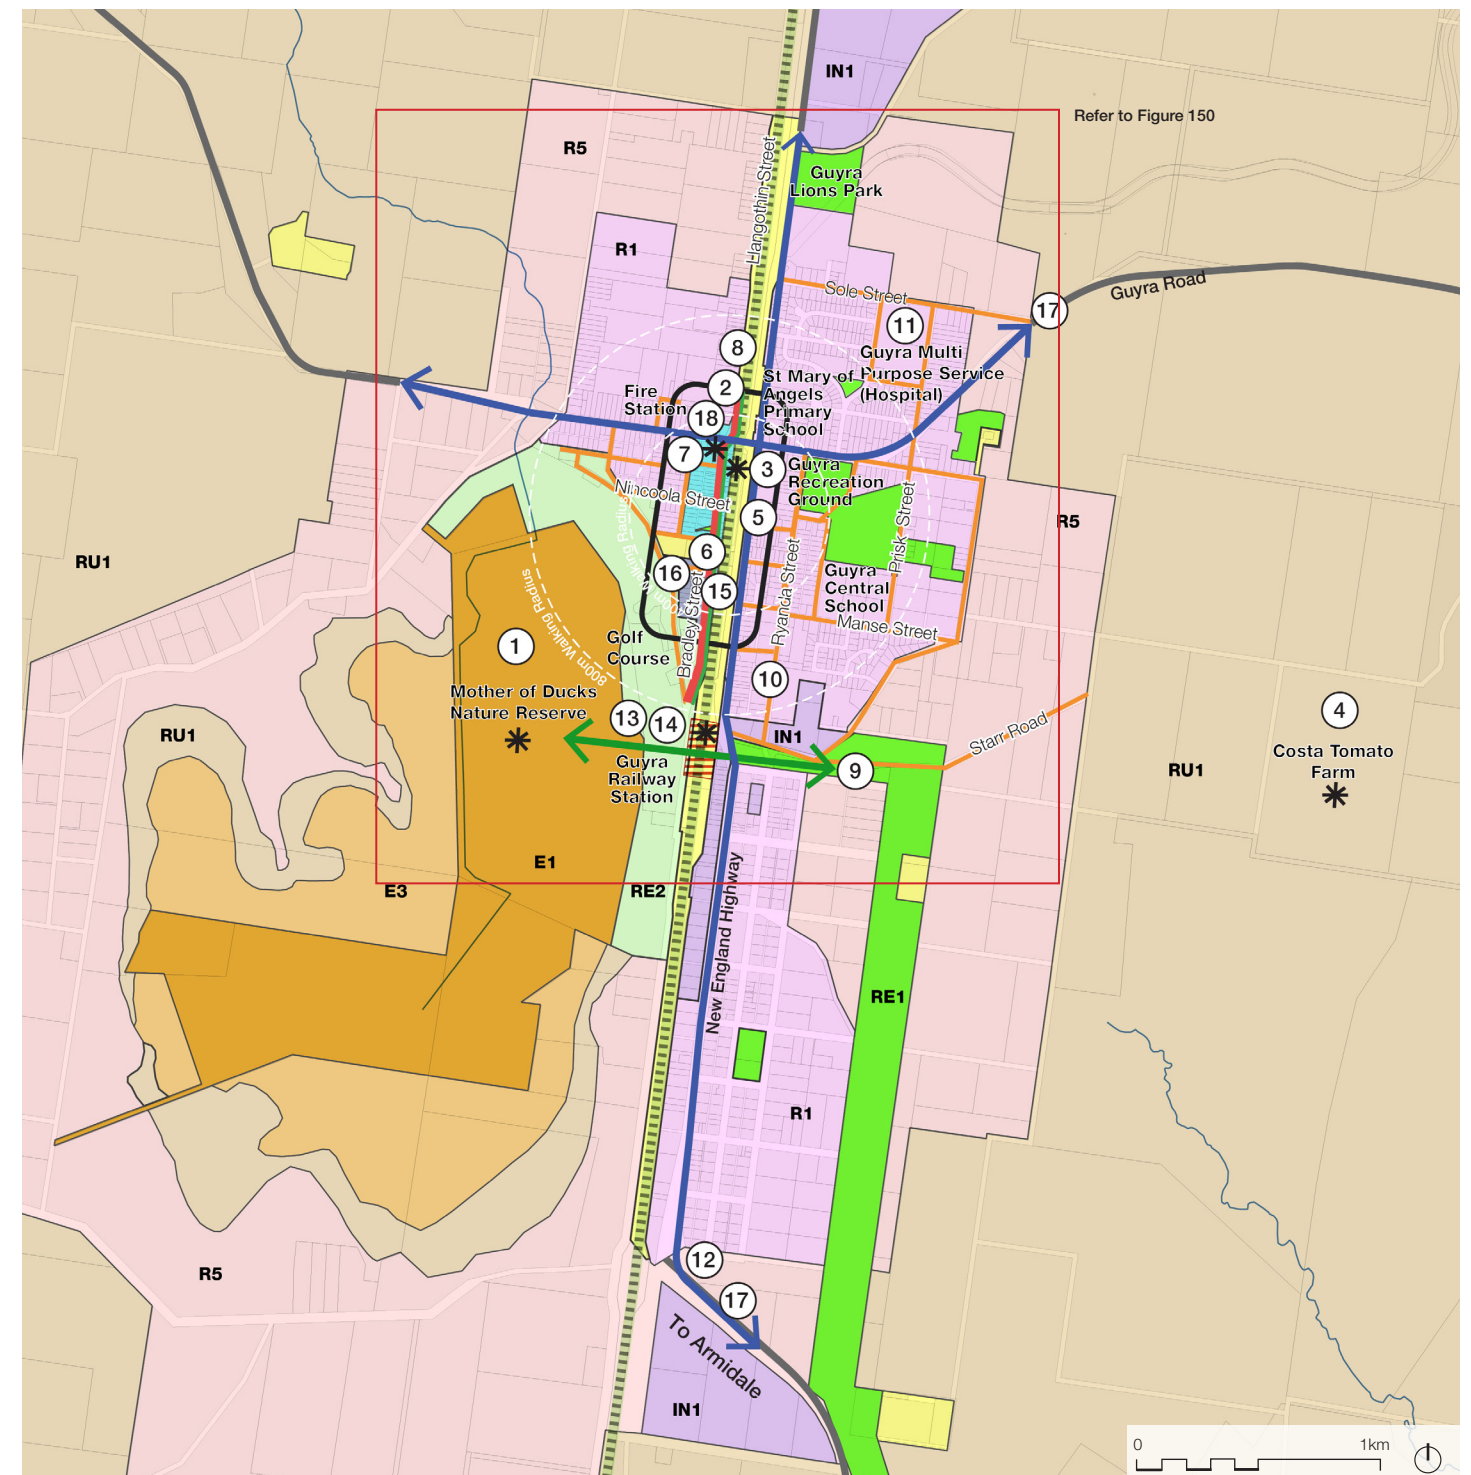 IN1
Refer to Figure 150
R5
Llangothin Street
Guyra
Lions Park
R1
Sole Street
Guyra Road
17
11
8
Guyra Multi
Purpose Service
(Hospital)
2
St Mary of
Angels
Primary
School
Fire
Station
18
7
3
Guyra
Recreation
Ground
Nincoola Street
5
Prisk Street
R5
RU1
6
16
15
Guyra
Central
School
Ryanda Street
Bradley Street
400m Walking Radius
800m Walking Radius
Manse Street
1
Golf
Course
10
Mother of Ducks
Nature Reserve
13
14
RU1
IN1
Starr Road
4
Costa Tomato
Farm
RU1
Guyra
Railway
Station
9
E1
E3
RE2
New England Highway
RE1
R1
12
R5
17
To Armidale
IN1
0
1km